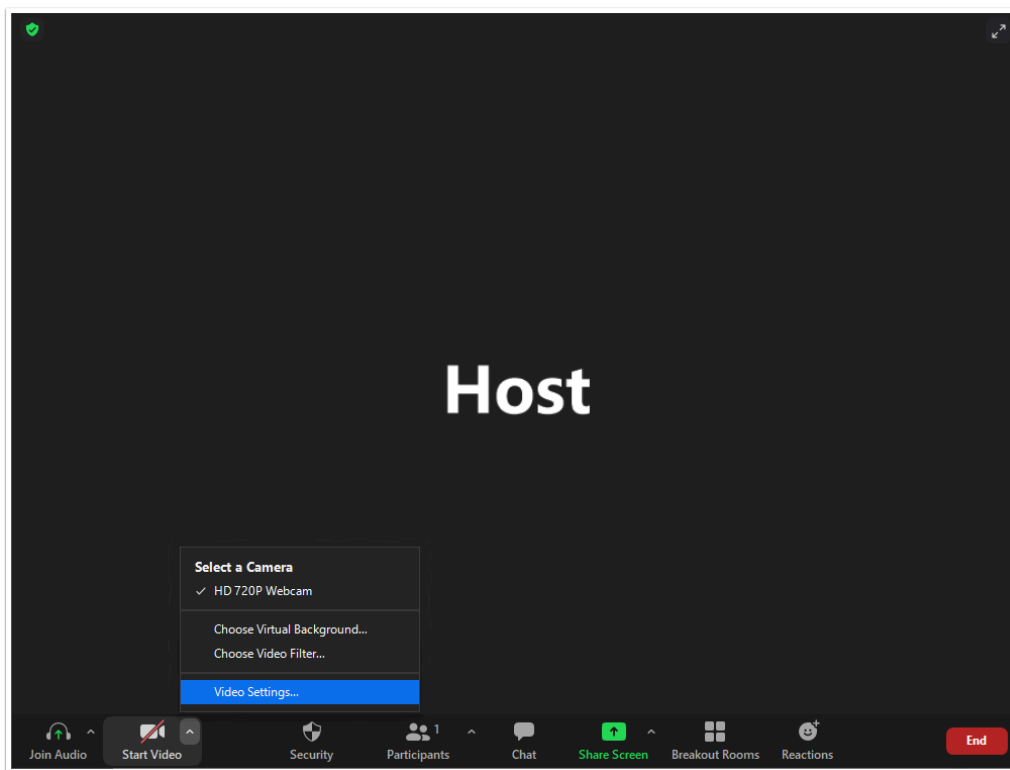 Host
Select a Camera
HD 720P Webcam
Choose Virtual Background...
Choose Video Filter...
Video Settings...
1
Join Audio
Start Video
Security
Participants
Chat
Share Screen
Breakout Rooms
Reactions
End